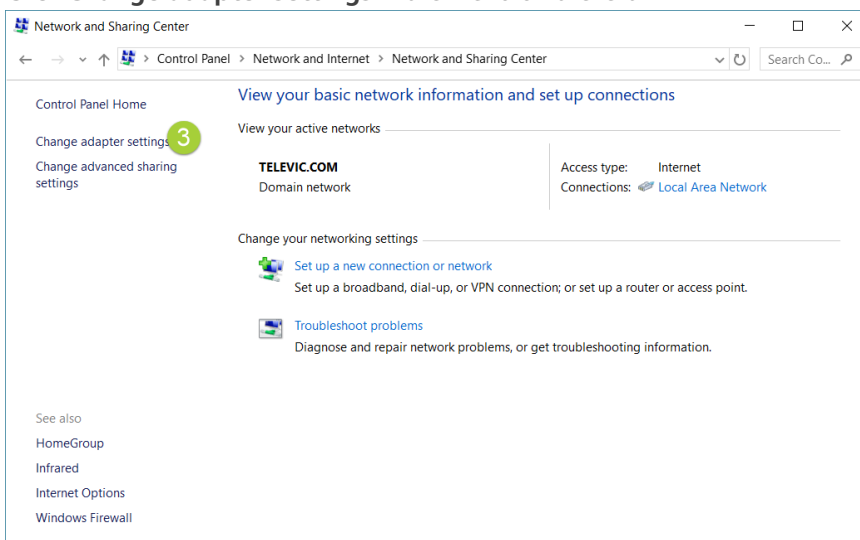 Network and Sharing Center
Control Panel > Network and Internet > Network and Sharing Center
Search Co...
Control Panel Home
Change adapter settings 3
Change advanced sharing
settings
View your basic network information and set up connections
View your active networks
TELEVIC.COM
Domain network
Access type: Internet
Connections: Local Area Network
Change your networking settings
Set up a new connection or network
Set up a broadband, dial-up, or VPN connection; or set up a router or access point.
Troubleshoot problems
Diagnose and repair network problems, or get troubleshooting information.
See also
HomeGroup
Infrared
Internet Options
Windows Firewall